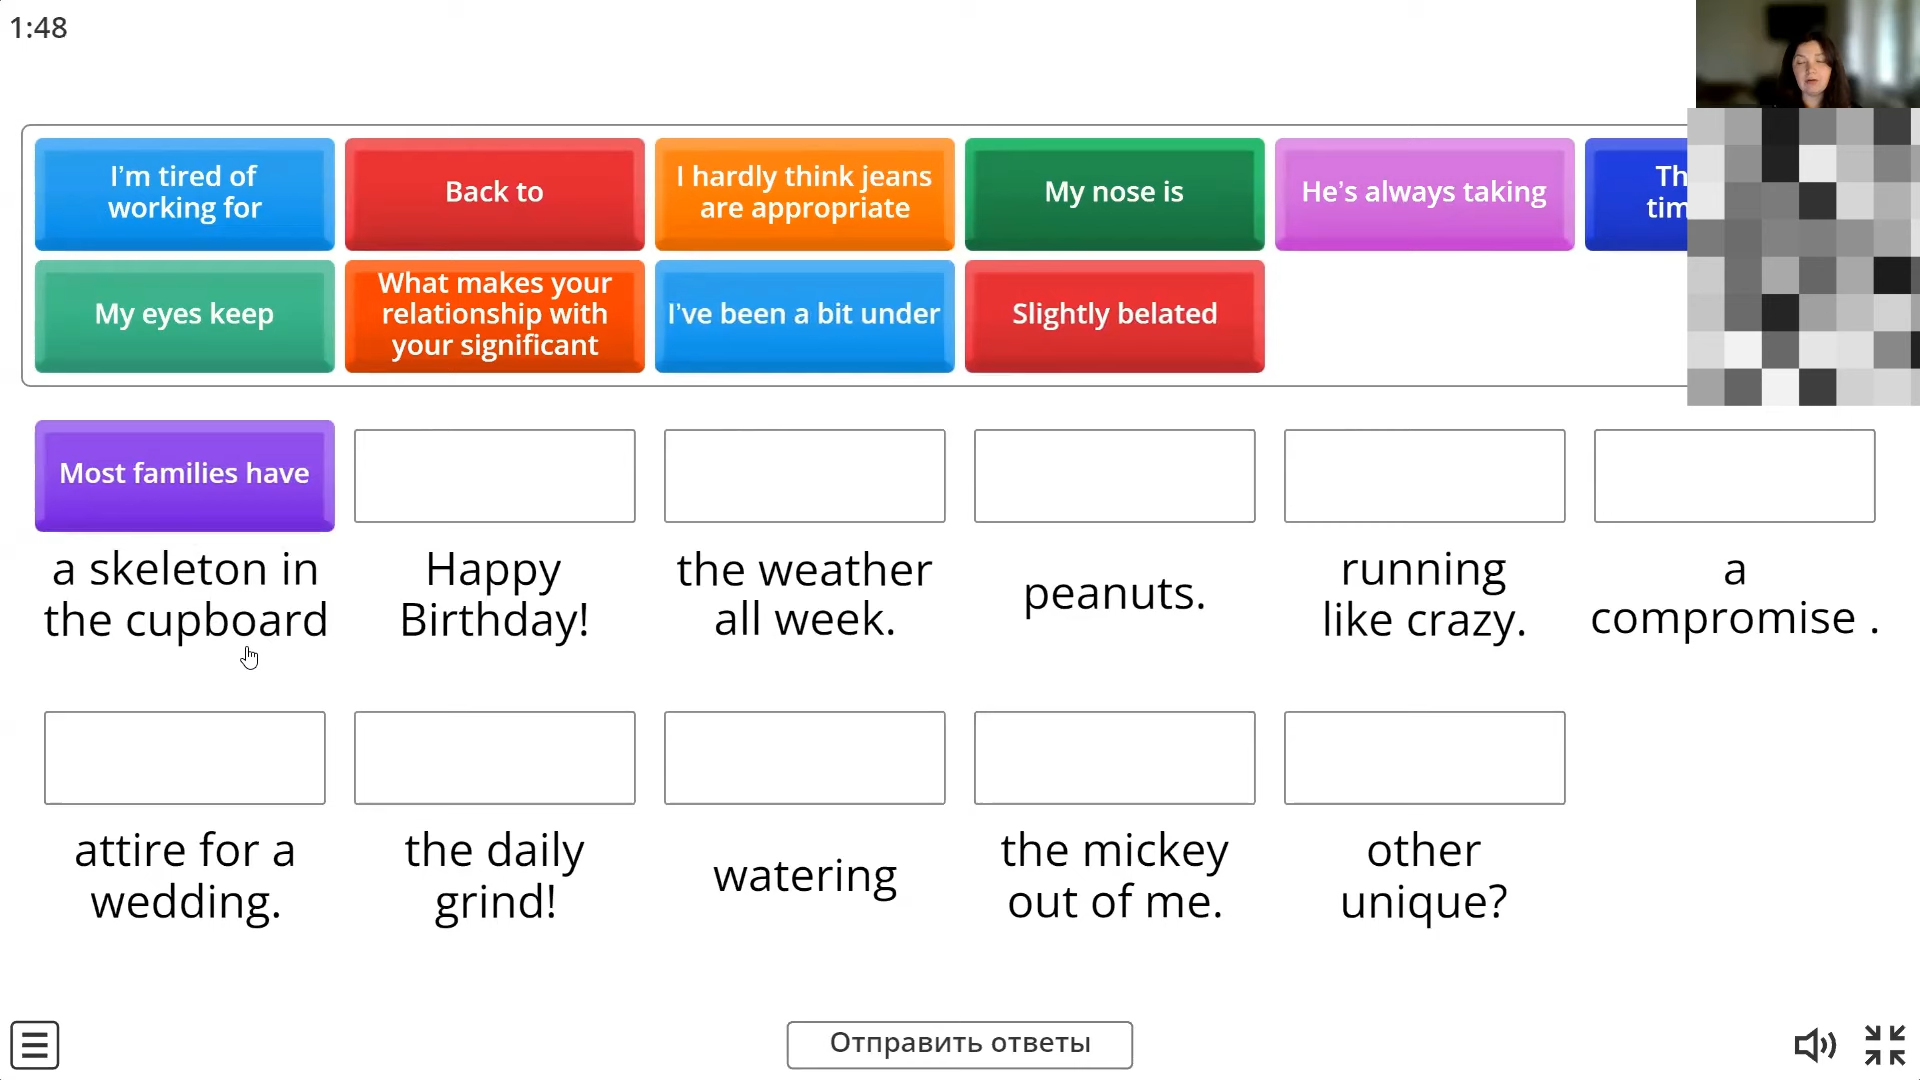 1:48
I'm tired of
working for
Back to
I hardly think jeans
are appropriate
My nose is
He's always taking
My eyes keep
What makes your
relationship with
your significant
I've been a bit under
Slightly belated
Most families have
a skeleton in
the cupboard
Happy
Birthday!
the weather
all week.
peanuts.
running
like crazy.
a
compromise .
attire for a
wedding.
the daily
grind!
watering
the mickey
out of me.
other
unique?
Отправить ответы